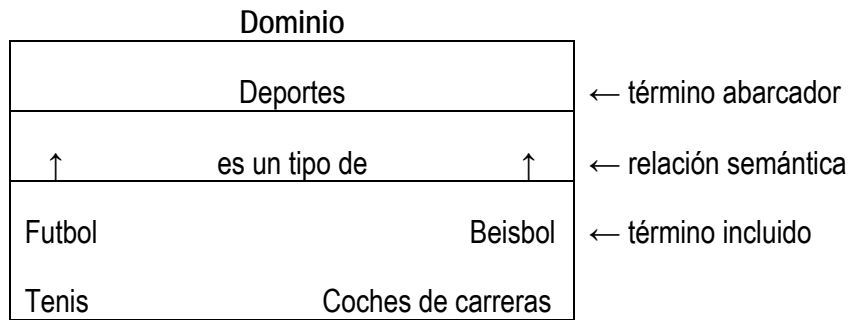 Dominio
Deportes ← término abarcador
↑ es un tipo de ↑ ← relación semántica
Futbol Beisbol ← término incluido
Tenis Coches de carreras